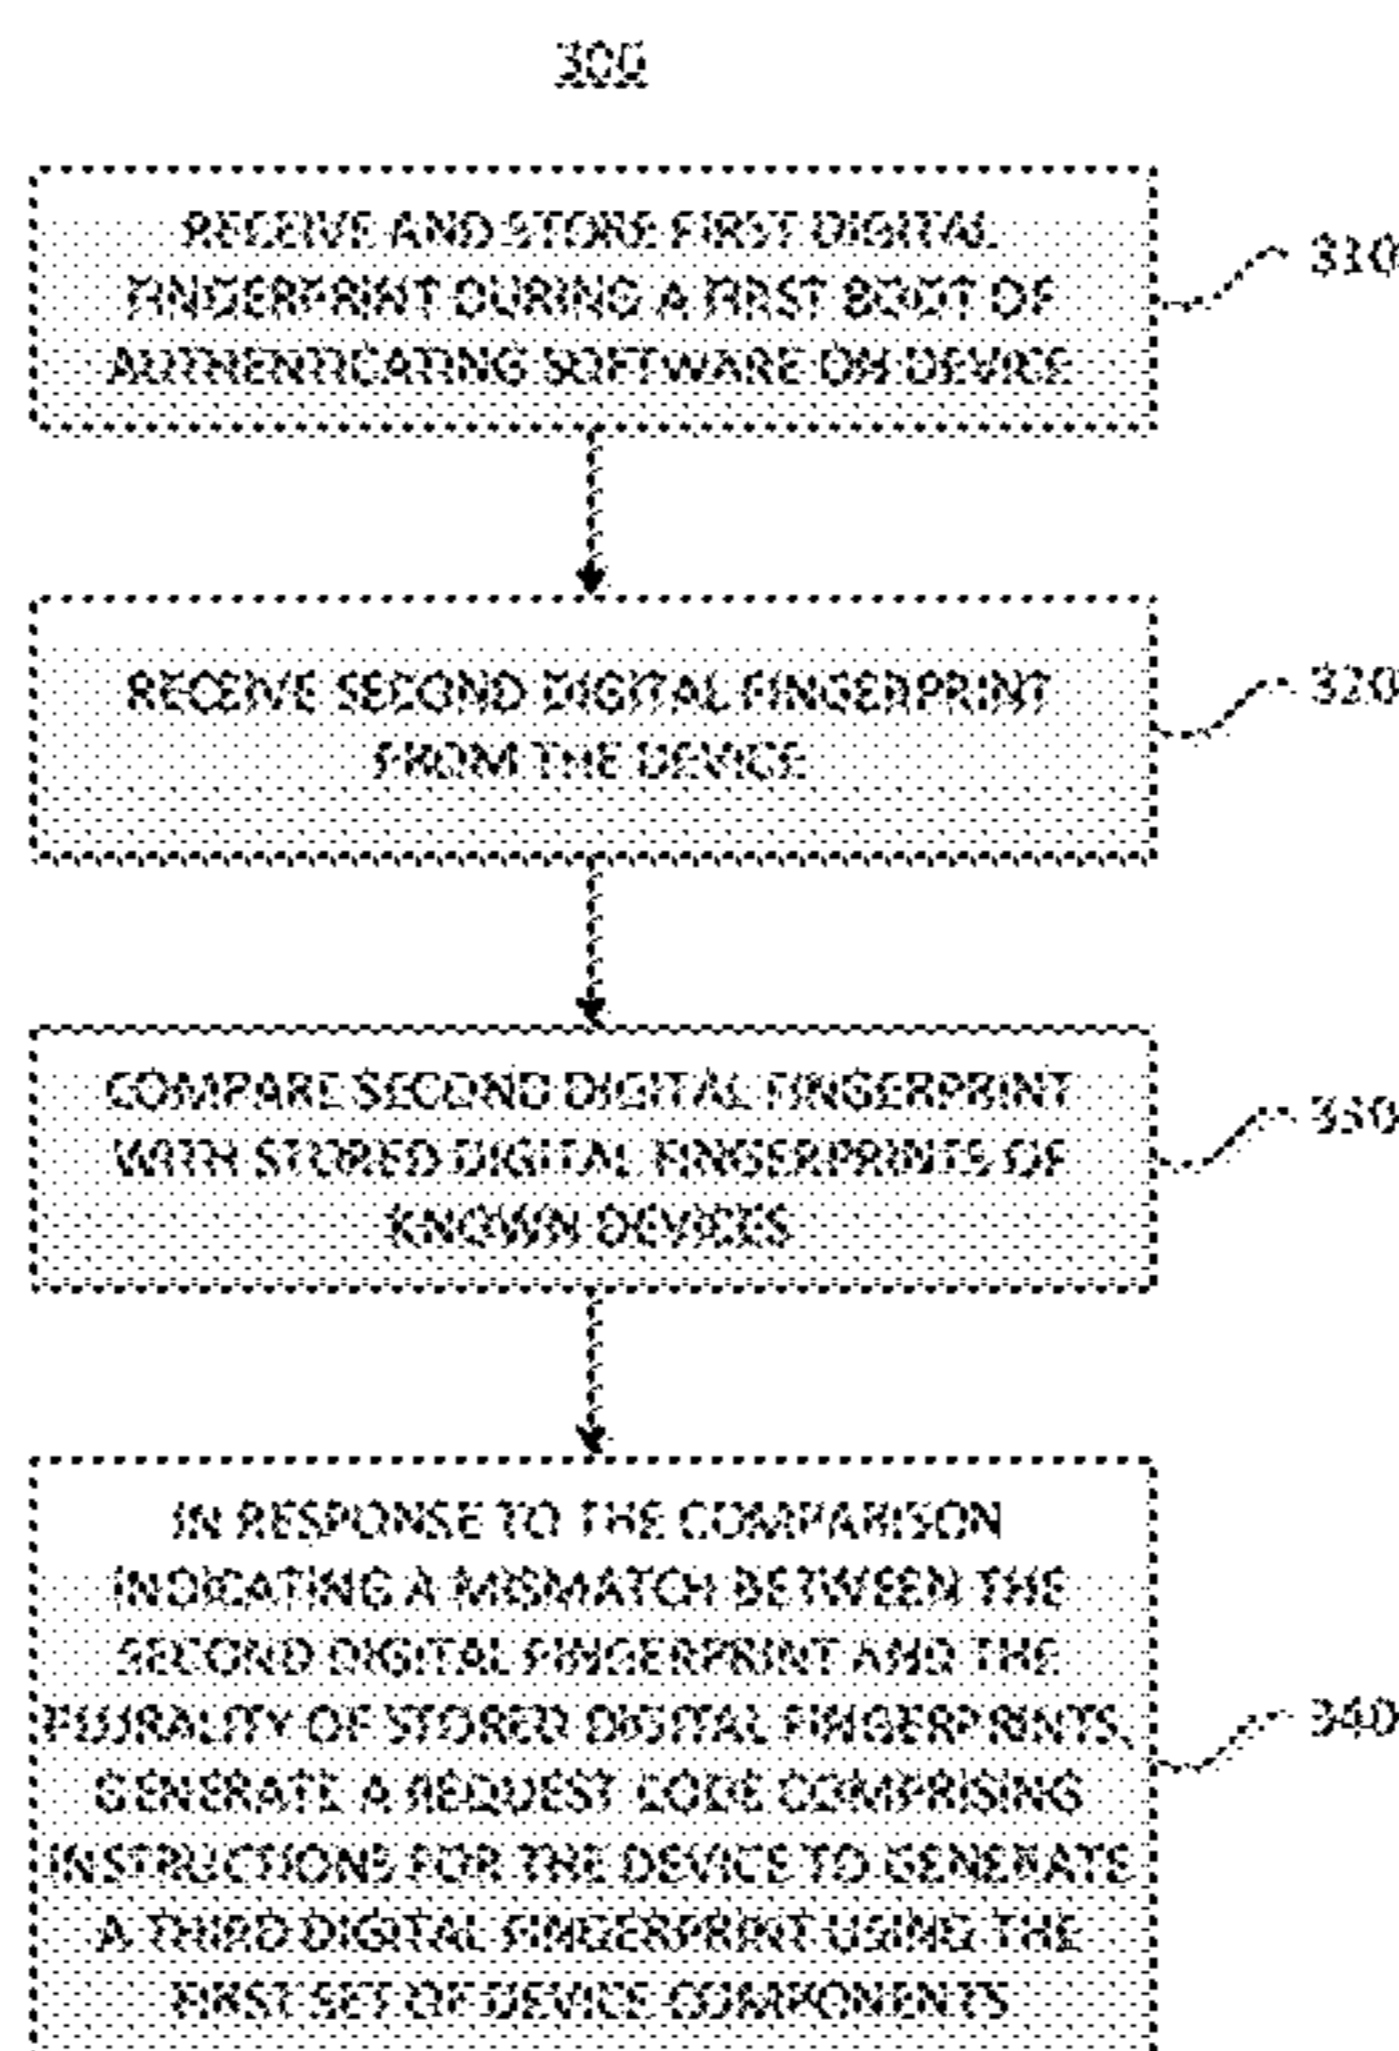 300
RECEIVE AND STORE FIRST DIGITAL
FINGERPRINT DURING A FIRST BOOT OF
AUTHENTICATING SOFTWARE ON DEVICE
310
RECEIVE SECOND DIGITAL FINGERPRINT
FROM THE DEVICE
320
COMPARE SECOND DIGITAL FINGERPRINT
WITH STORED DIGITAL FINGERPRINTS OF
KNOWN DEVICES
330
IN RESPONSE TO THE COMPARISON
INDICATING A MISMATCH BETWEEN THE
SECOND DIGITAL FINGERPRINT AND THE
PLURALITY OF STORED DIGITAL FINGERPRINTS,
GENERATE A REQUEST CODE COMPRISING
INSTRUCTIONS FOR THE DEVICE TO GENERATE
A THIRD DIGITAL FINGERPRINT USING THE
FIRST SET OF DEVICE COMPONENTS
340